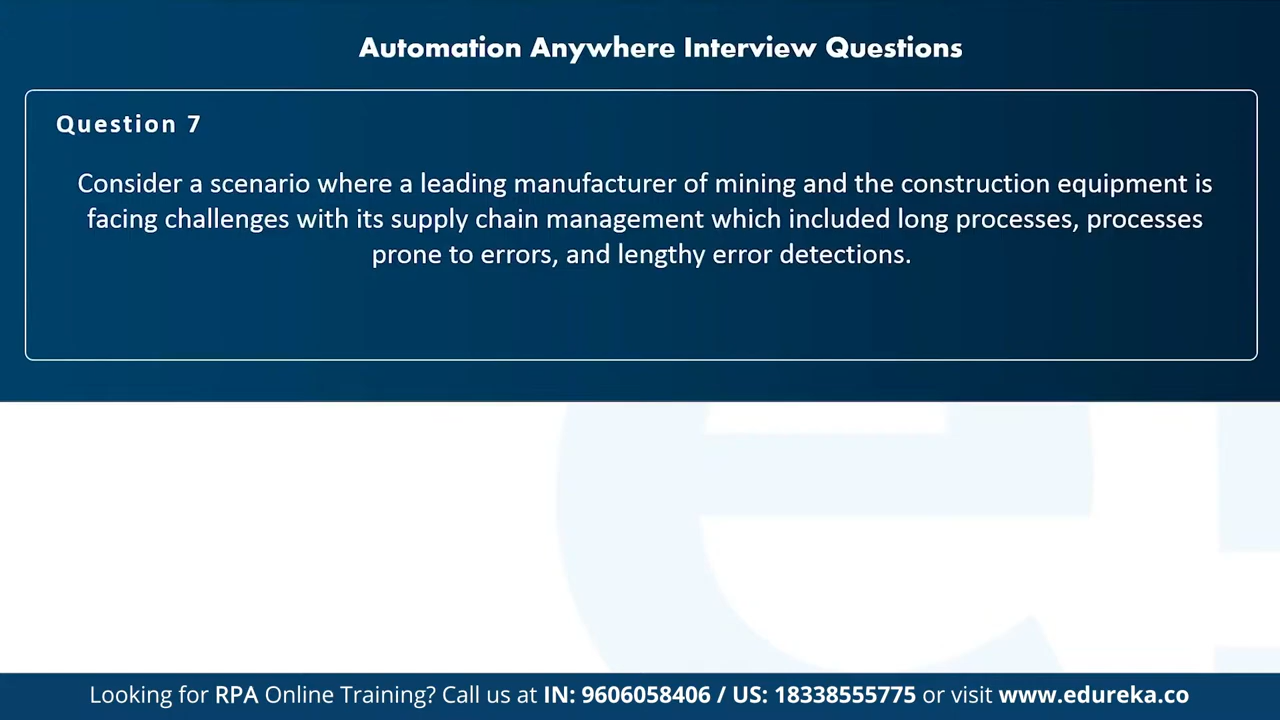 Automation Anywhere Interview Questions
Question 7
Consider a scenario where a leading manufacturer of mining and the construction equipment is
facing challenges with its supply chain management which included long processes, processes
prone to errors, and lengthy error detections.
Looking for RPA Online Training? Call us at IN: 9606058406 / US: 18338555775 or visit www.edureka.co